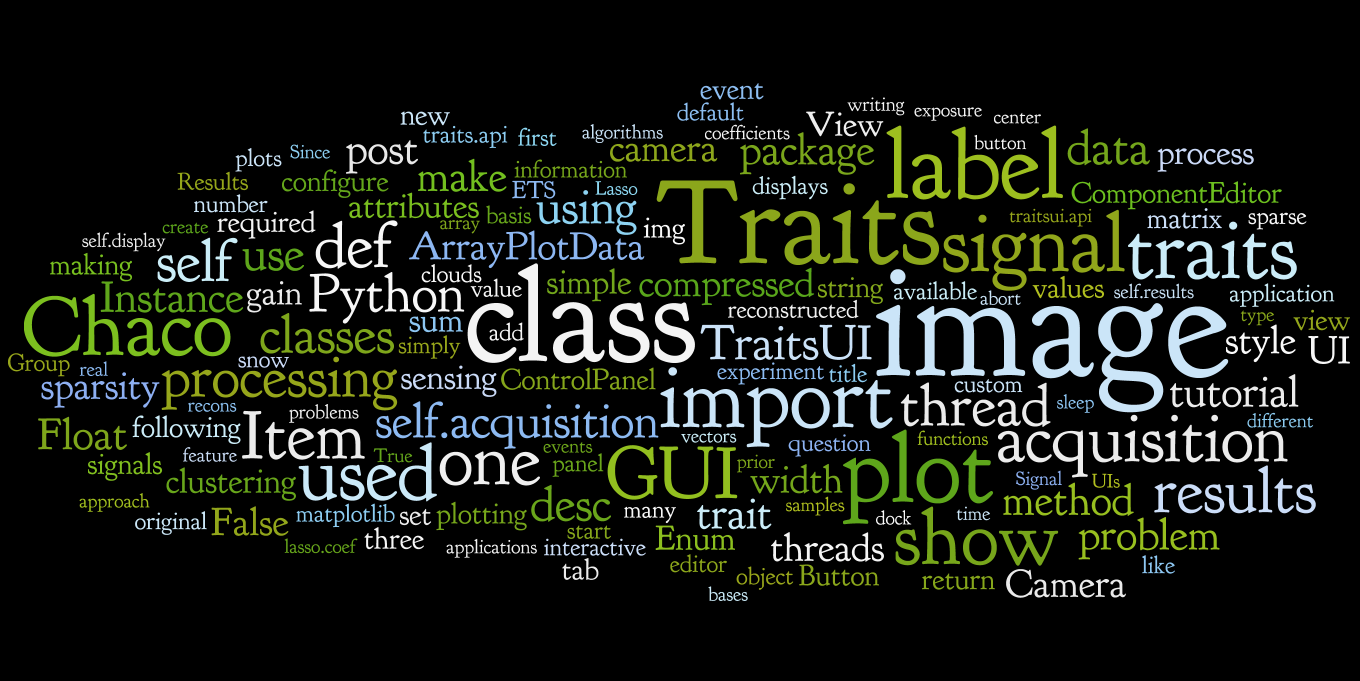 event
default
writing
exposure
center
new
traits.api
first
algorithms
coefficients
View
button
label
data
process
plots
Since
post
camera
package
Results
configure
make
information
ETS
Lasso
displays
ComponentEditor
number
required
attributes
basis
using
Traits
traitsui.api
matrix
sparse
create
array
img
signal
traits
self.display
self
use
def
ArrayPlotData
making
clouds
value
simple
compressed
string
available
abort
values
self.results
application
Instance
gain
Python
class
reconstructed
image
type
view
Chaco
classes
simply
sum
add
TraitsUI
style
UI
Group
real
snow
processing
sensing
ControlPanel
experiment
title
custom
sparsity
recons
problems
self.acquisition
import
thread
sleep
tutorial
different
Float
following
Item
feature
True
one
events
vectors
question
functions
acquisition
signals
clustering
used
panel
GUI
prior
width
plot
Signal
UIs
results
approach
original
False
matplotlib
set
plotting
desc
many
trait
samples
dock
time
method
lasso.coef
three
applications
start
interactive
Enum
threads
show
problem
tab
editor
object
Button
return
Camera
like
bases